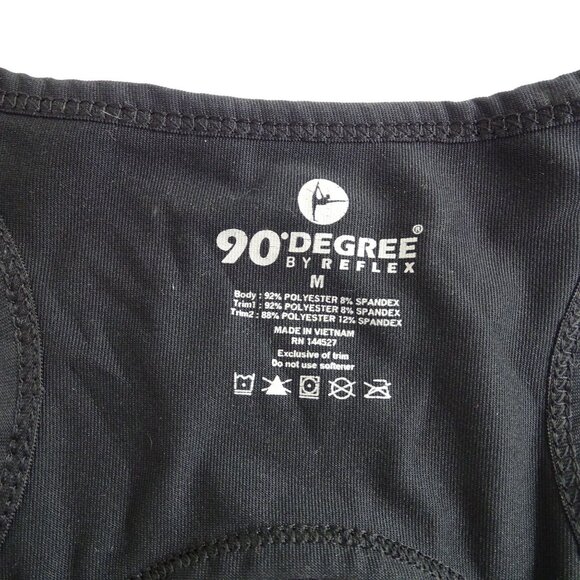 90°DEGREE®
BY REFLEX
M
Body : 92% POLYESTER 8% SPANDEX
Trim1 : 92% POLYESTER 8% SPANDEX
Trim2 : 88% POLYESTER 12% SPANDEX
MADE IN VIETNAM
RN 144527
Exclusive of trim
Do not use softener